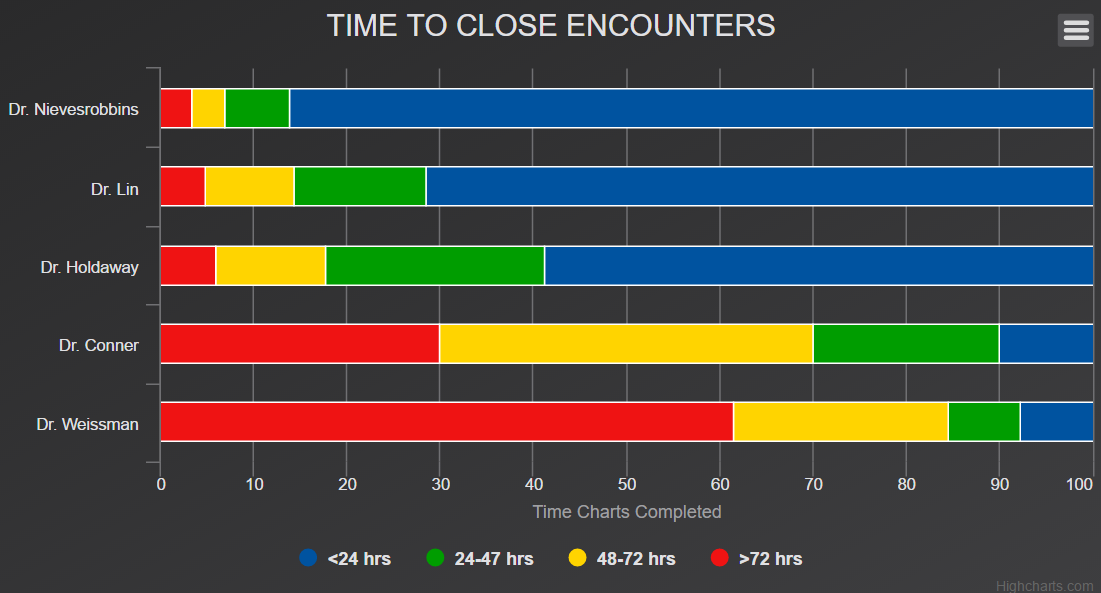 TIME TO CLOSE ENCOUNTERS
Dr. Nievesrobbins
Dr. Lin
Dr. Holdaway
Dr. Conner
Dr. Weissman
0 10 20 30 40 50 60 70 80 90 100
Time Charts Completed
<24 hrs 24-47 hrs 48-72 hrs >72 hrs
Highcharts.com